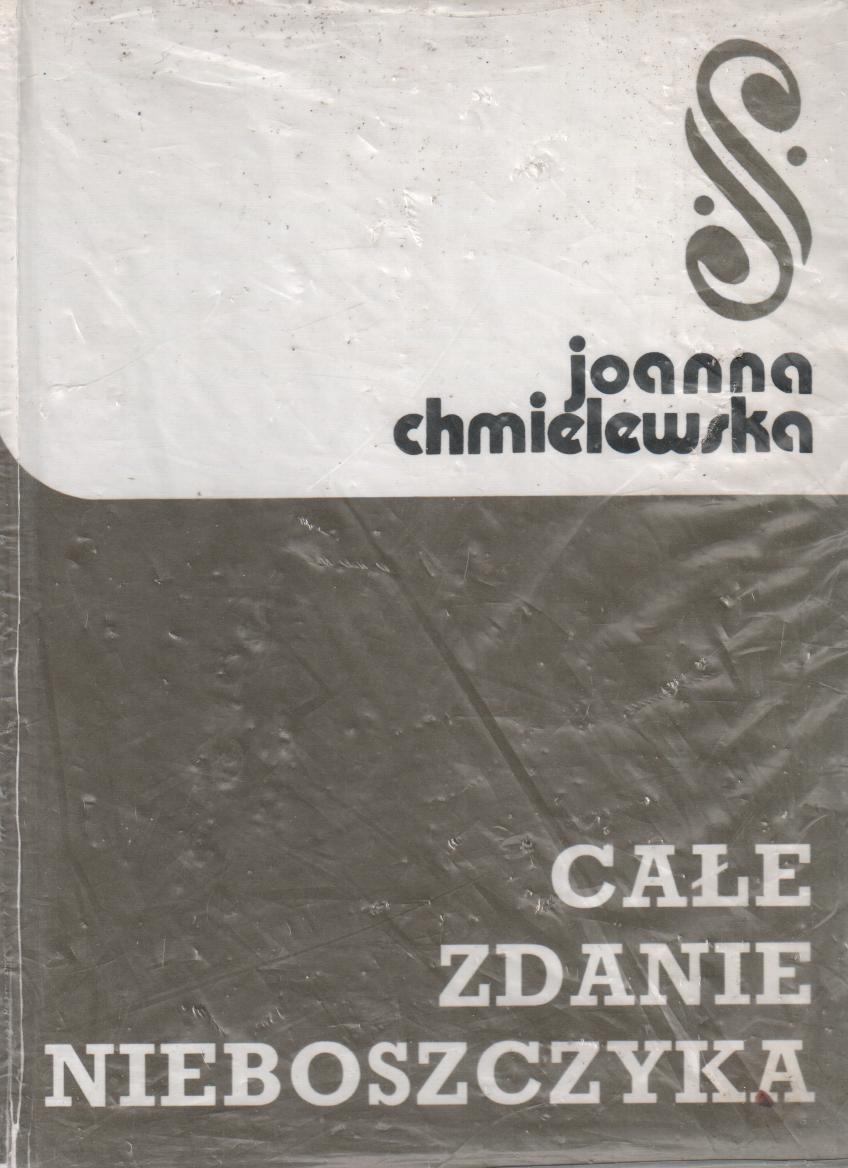 joanna
chmielewska
CAŁE
ZDANIE
NIEBOSZCZYKA